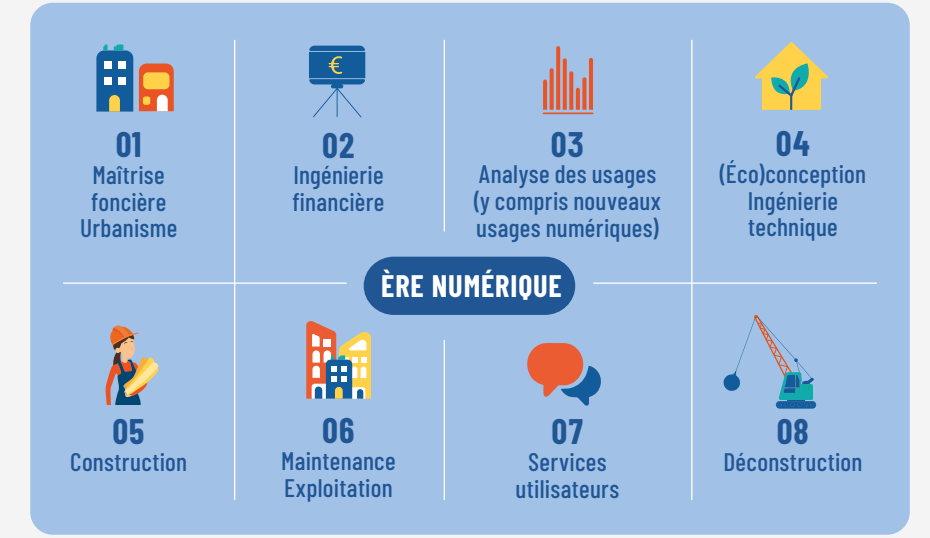 01
Maîtrise
foncière
Urbanisme
02
Ingénierie
financière
03
Analyse des usages
(y compris nouveaux
usages numériques)
04
(Éco)conception
Ingénierie
technique
ÈRE NUMÉRIQUE
05
Construction
06
Maintenance
Exploitation
07
Services
utilisateurs
08
Déconstruction